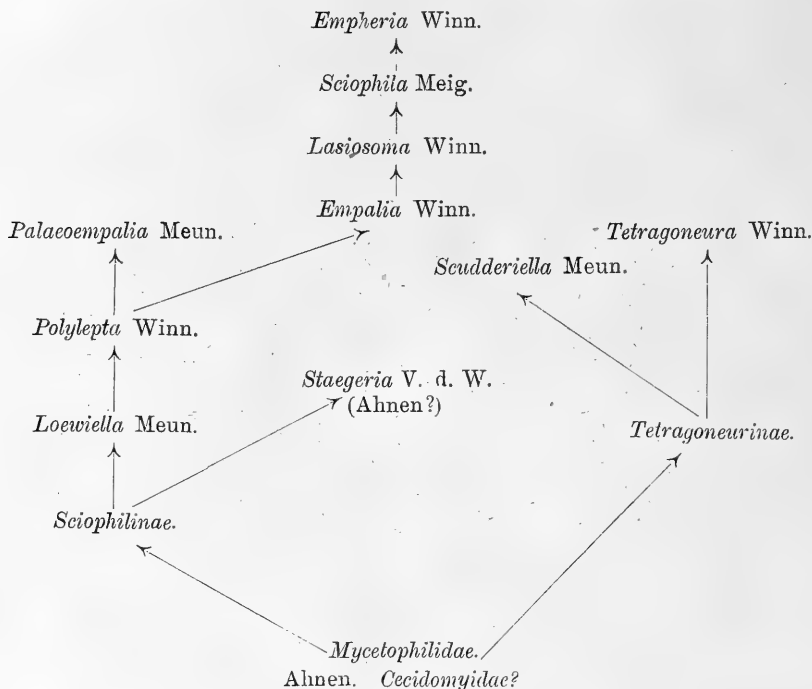 Empheria Winn.
Sciophila Meig.
Lasiosoma Winn.
Empalia Winn.
Palaeoempalia Meun.
Tetragoneura Winn.
Scudderiella Meun.
Polylepta Winn.
Staegeria V. d. W.
(Ahnen?)
Loewiella Meun.
Tetragoneurinae.
Sciophilinae.
Mycetophilidae.
Ahnen. Cecidomyidae?